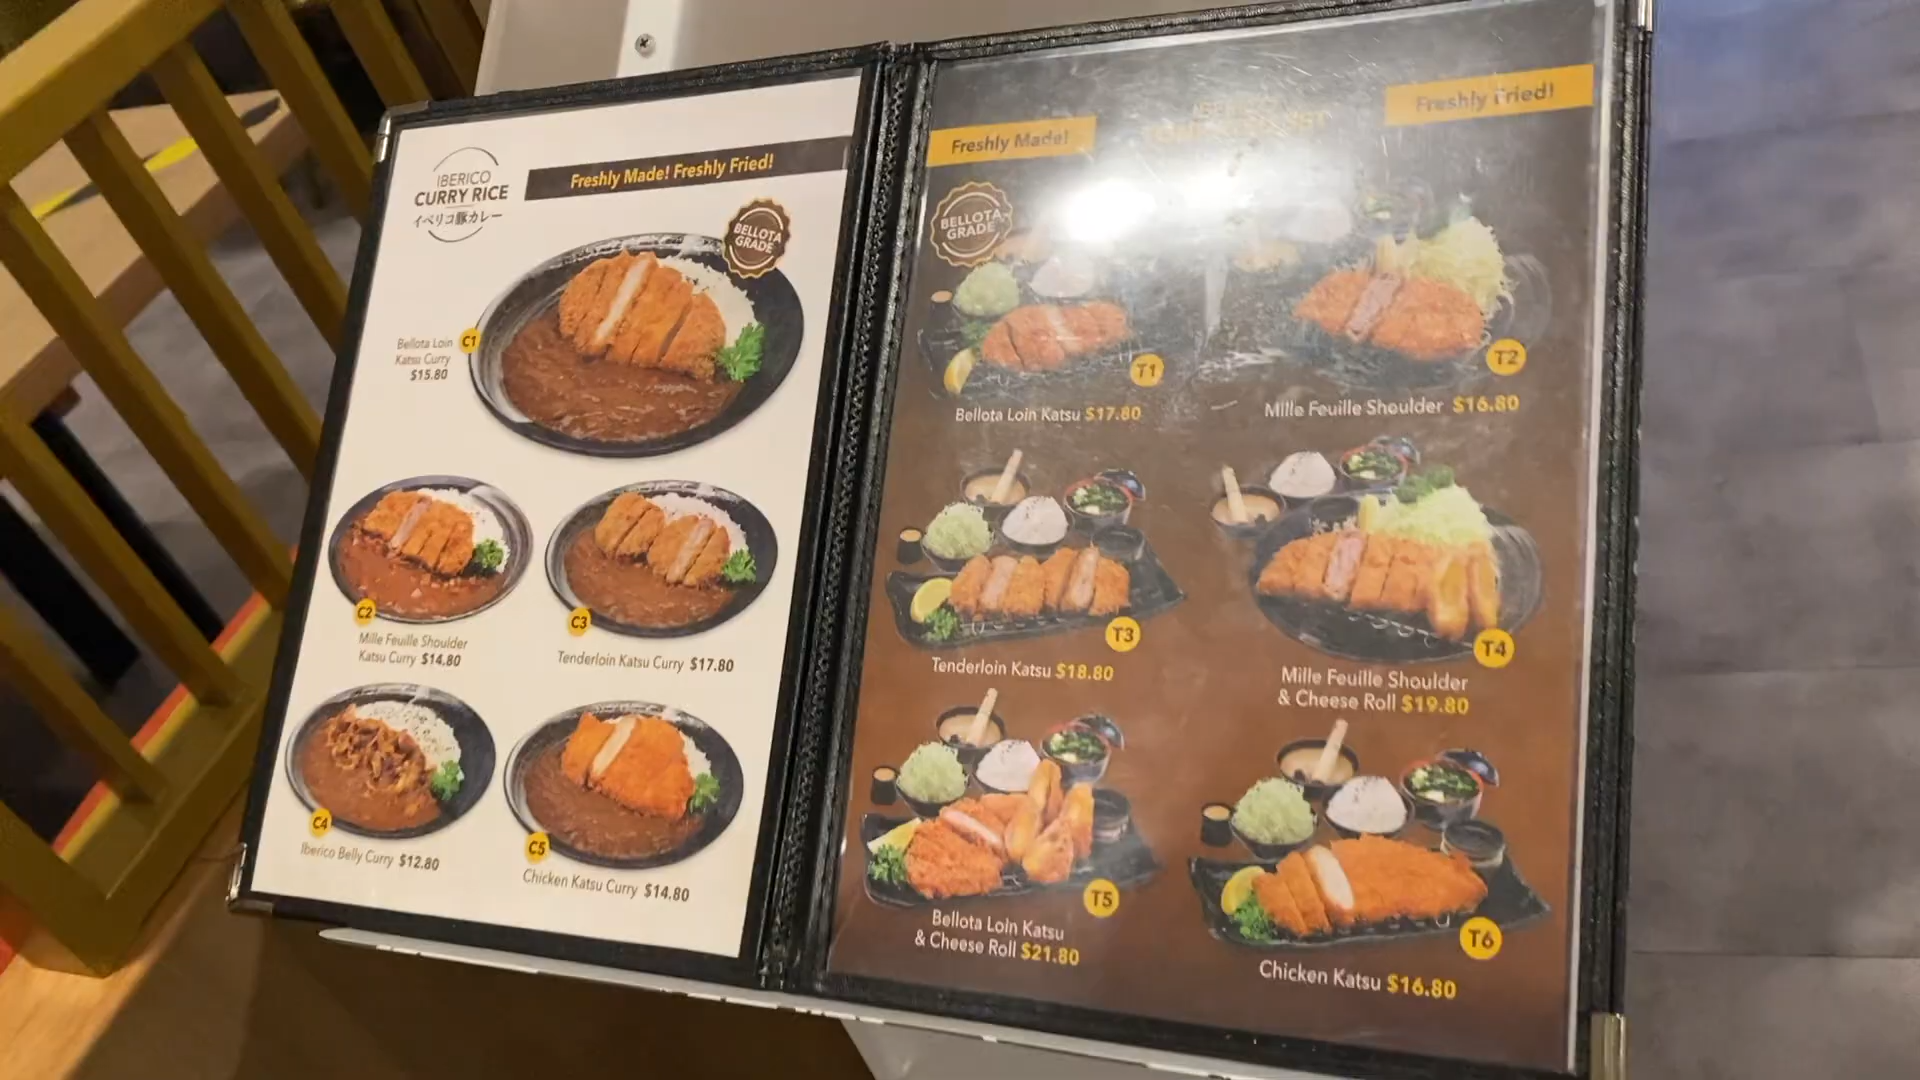 IBERICO
CURRY RICE
イベリコ豚カレー
Freshly Made! Freshly Fried!
BELLOTA
GRADE
C1
Bellota Loin
Katsu Curry
$15.80
C2
Mille Feuille Shoulder
Katsu Curry $14.80
C3
Tenderloin Katsu Curry $17.80
C4
Iberico Belly Curry $12.80
C5
Chicken Katsu Curry $14.80
Freshly Made!
Freshly Fried!
BELLOTA
GRADE
T1
Bellota Loin Katsu $17.80
T2
Mille Feuille Shoulder $16.80
T3
Tenderloin Katsu $18.80
T4
Mille Feuille Shoulder
& Cheese Roll $19.80
T5
Bellota Loin Katsu
& Cheese Roll $21.80
T6
Chicken Katsu $16.80